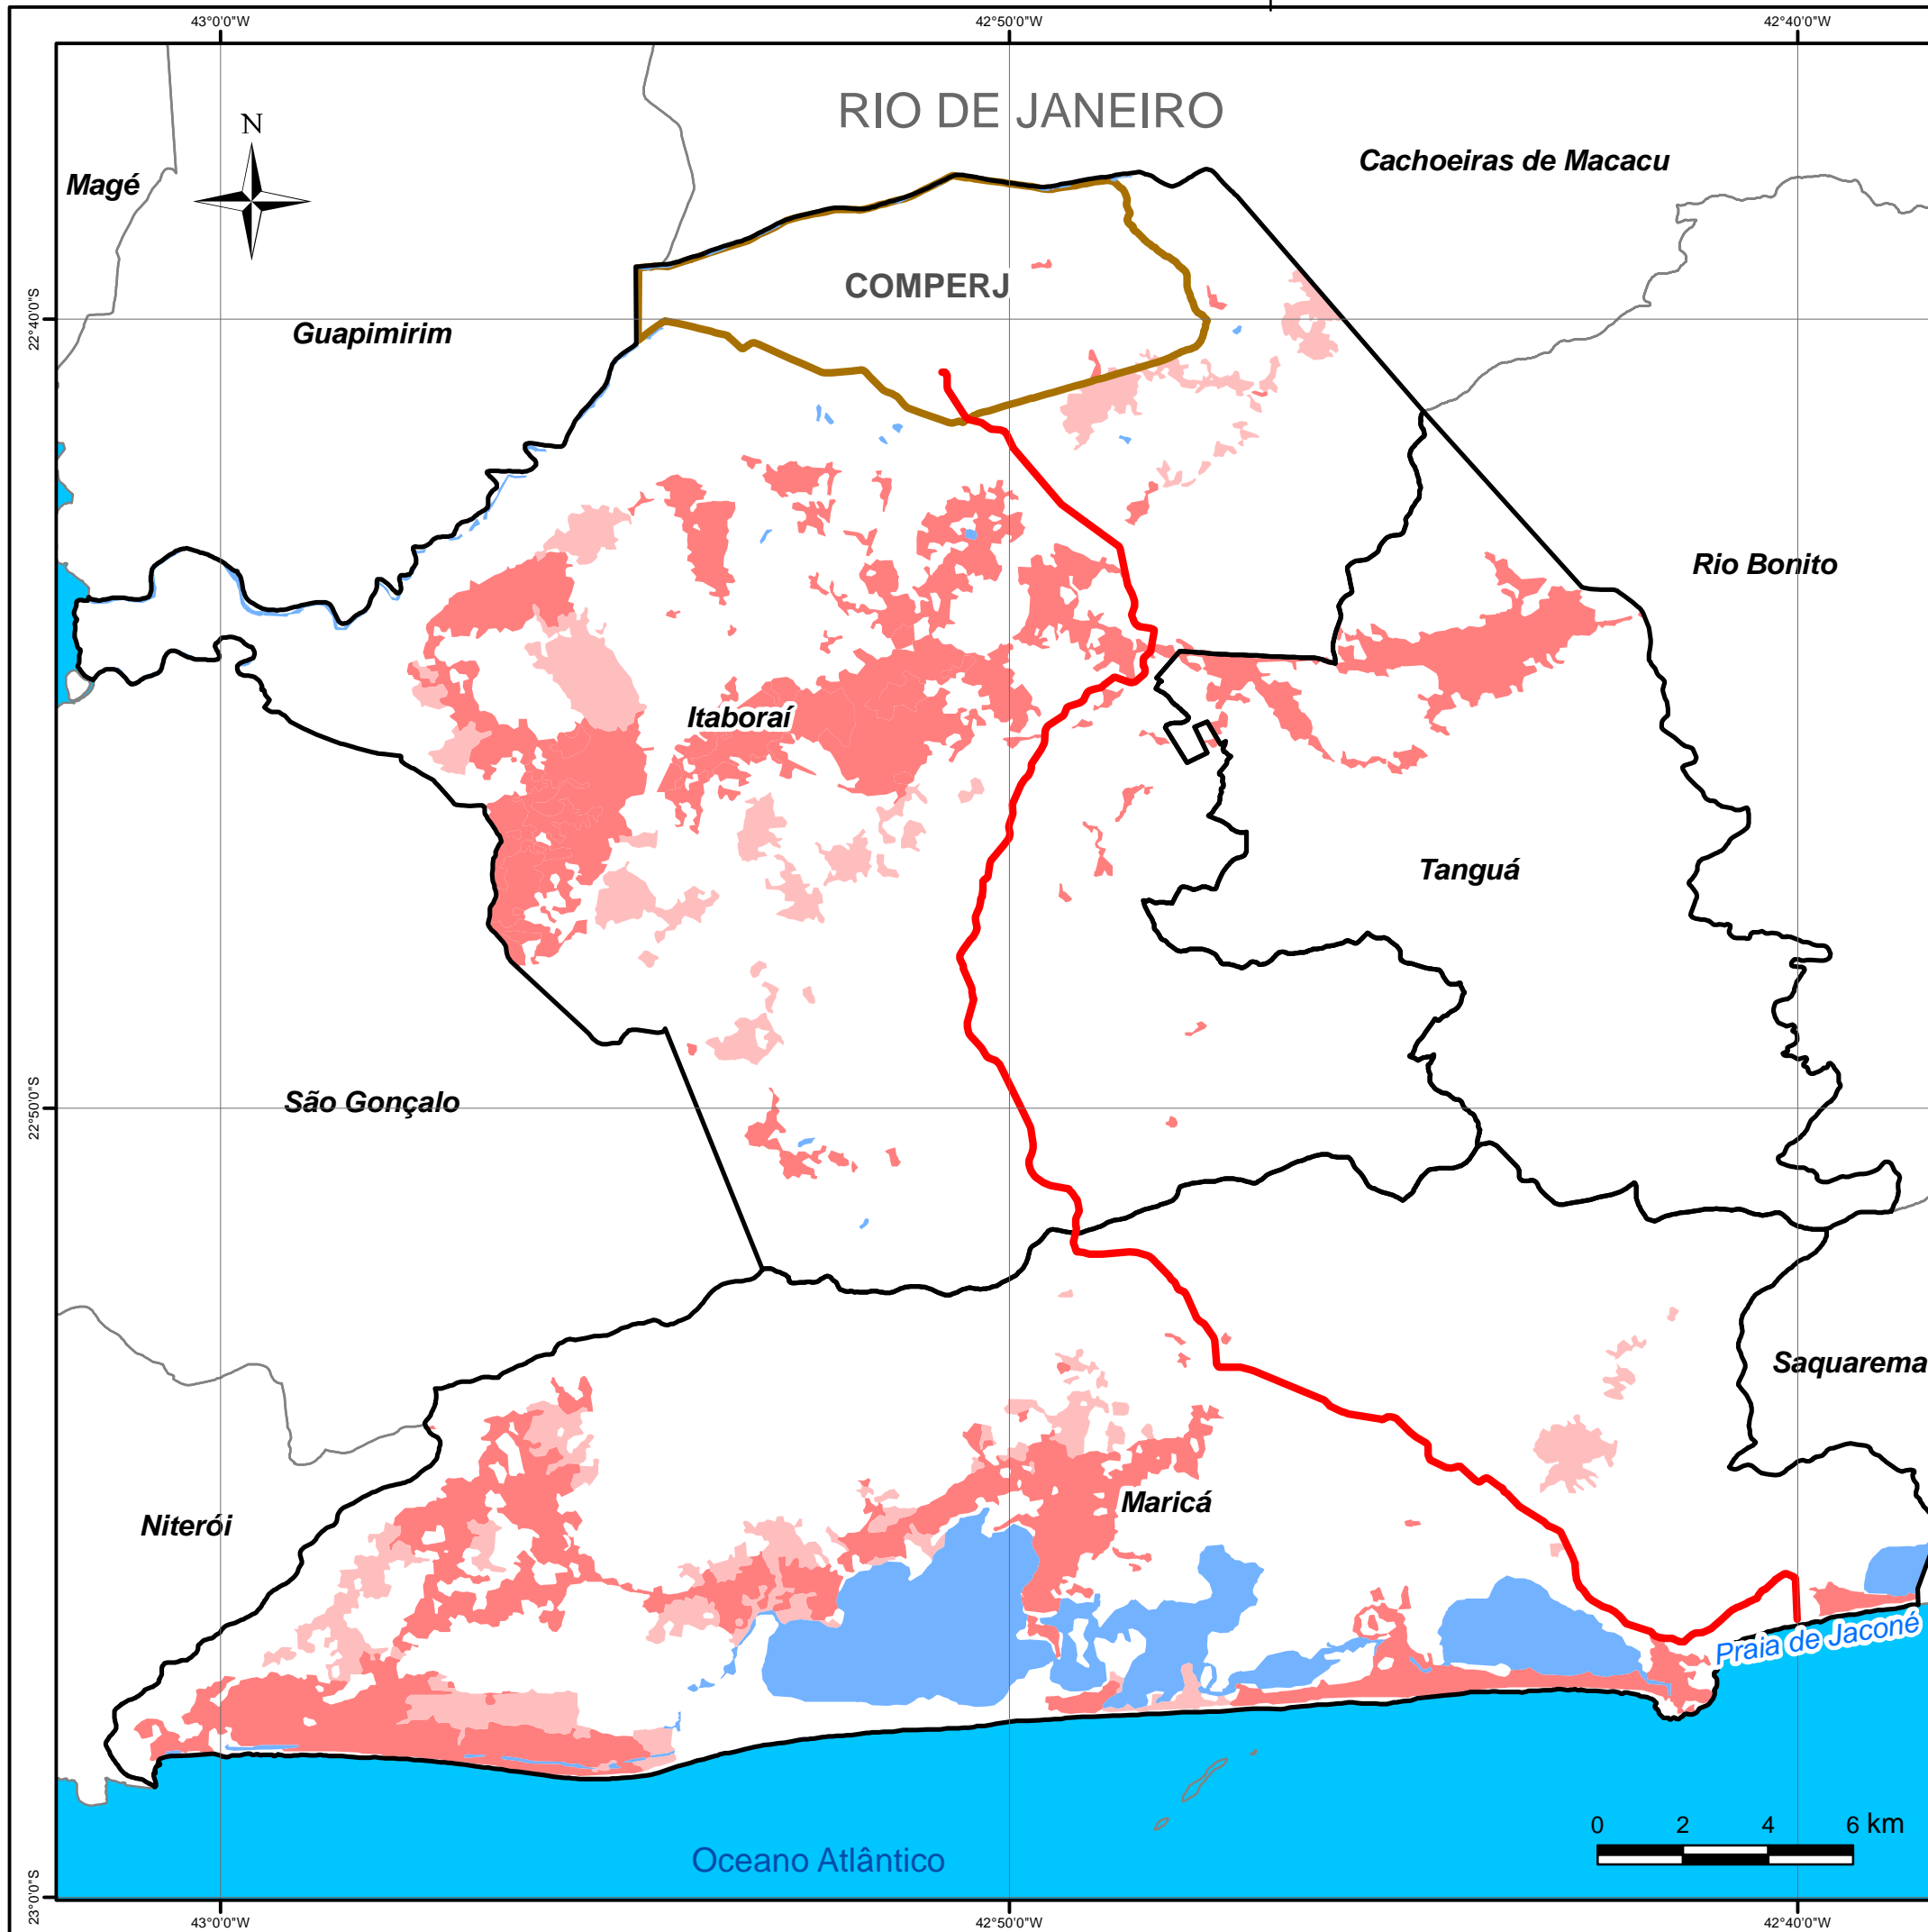 43°0'0"W
42°50'0"W
42°40'0"W
RIO DE JANEIRO
N
Magé
Cachoeiras de Macacu
COMPERJ
22°40'0"S
Guapimirim
Rio Bonito
Itaboraí
Tanguá
22°50'0"S
São Gonçalo
Saquarema
Maricá
Niterói
Praia de Jaconé
0 2 4 6 km
Oceano Atlântico
23°0'0"S
43°0'0"W
42°50'0"W
42°40'0"W